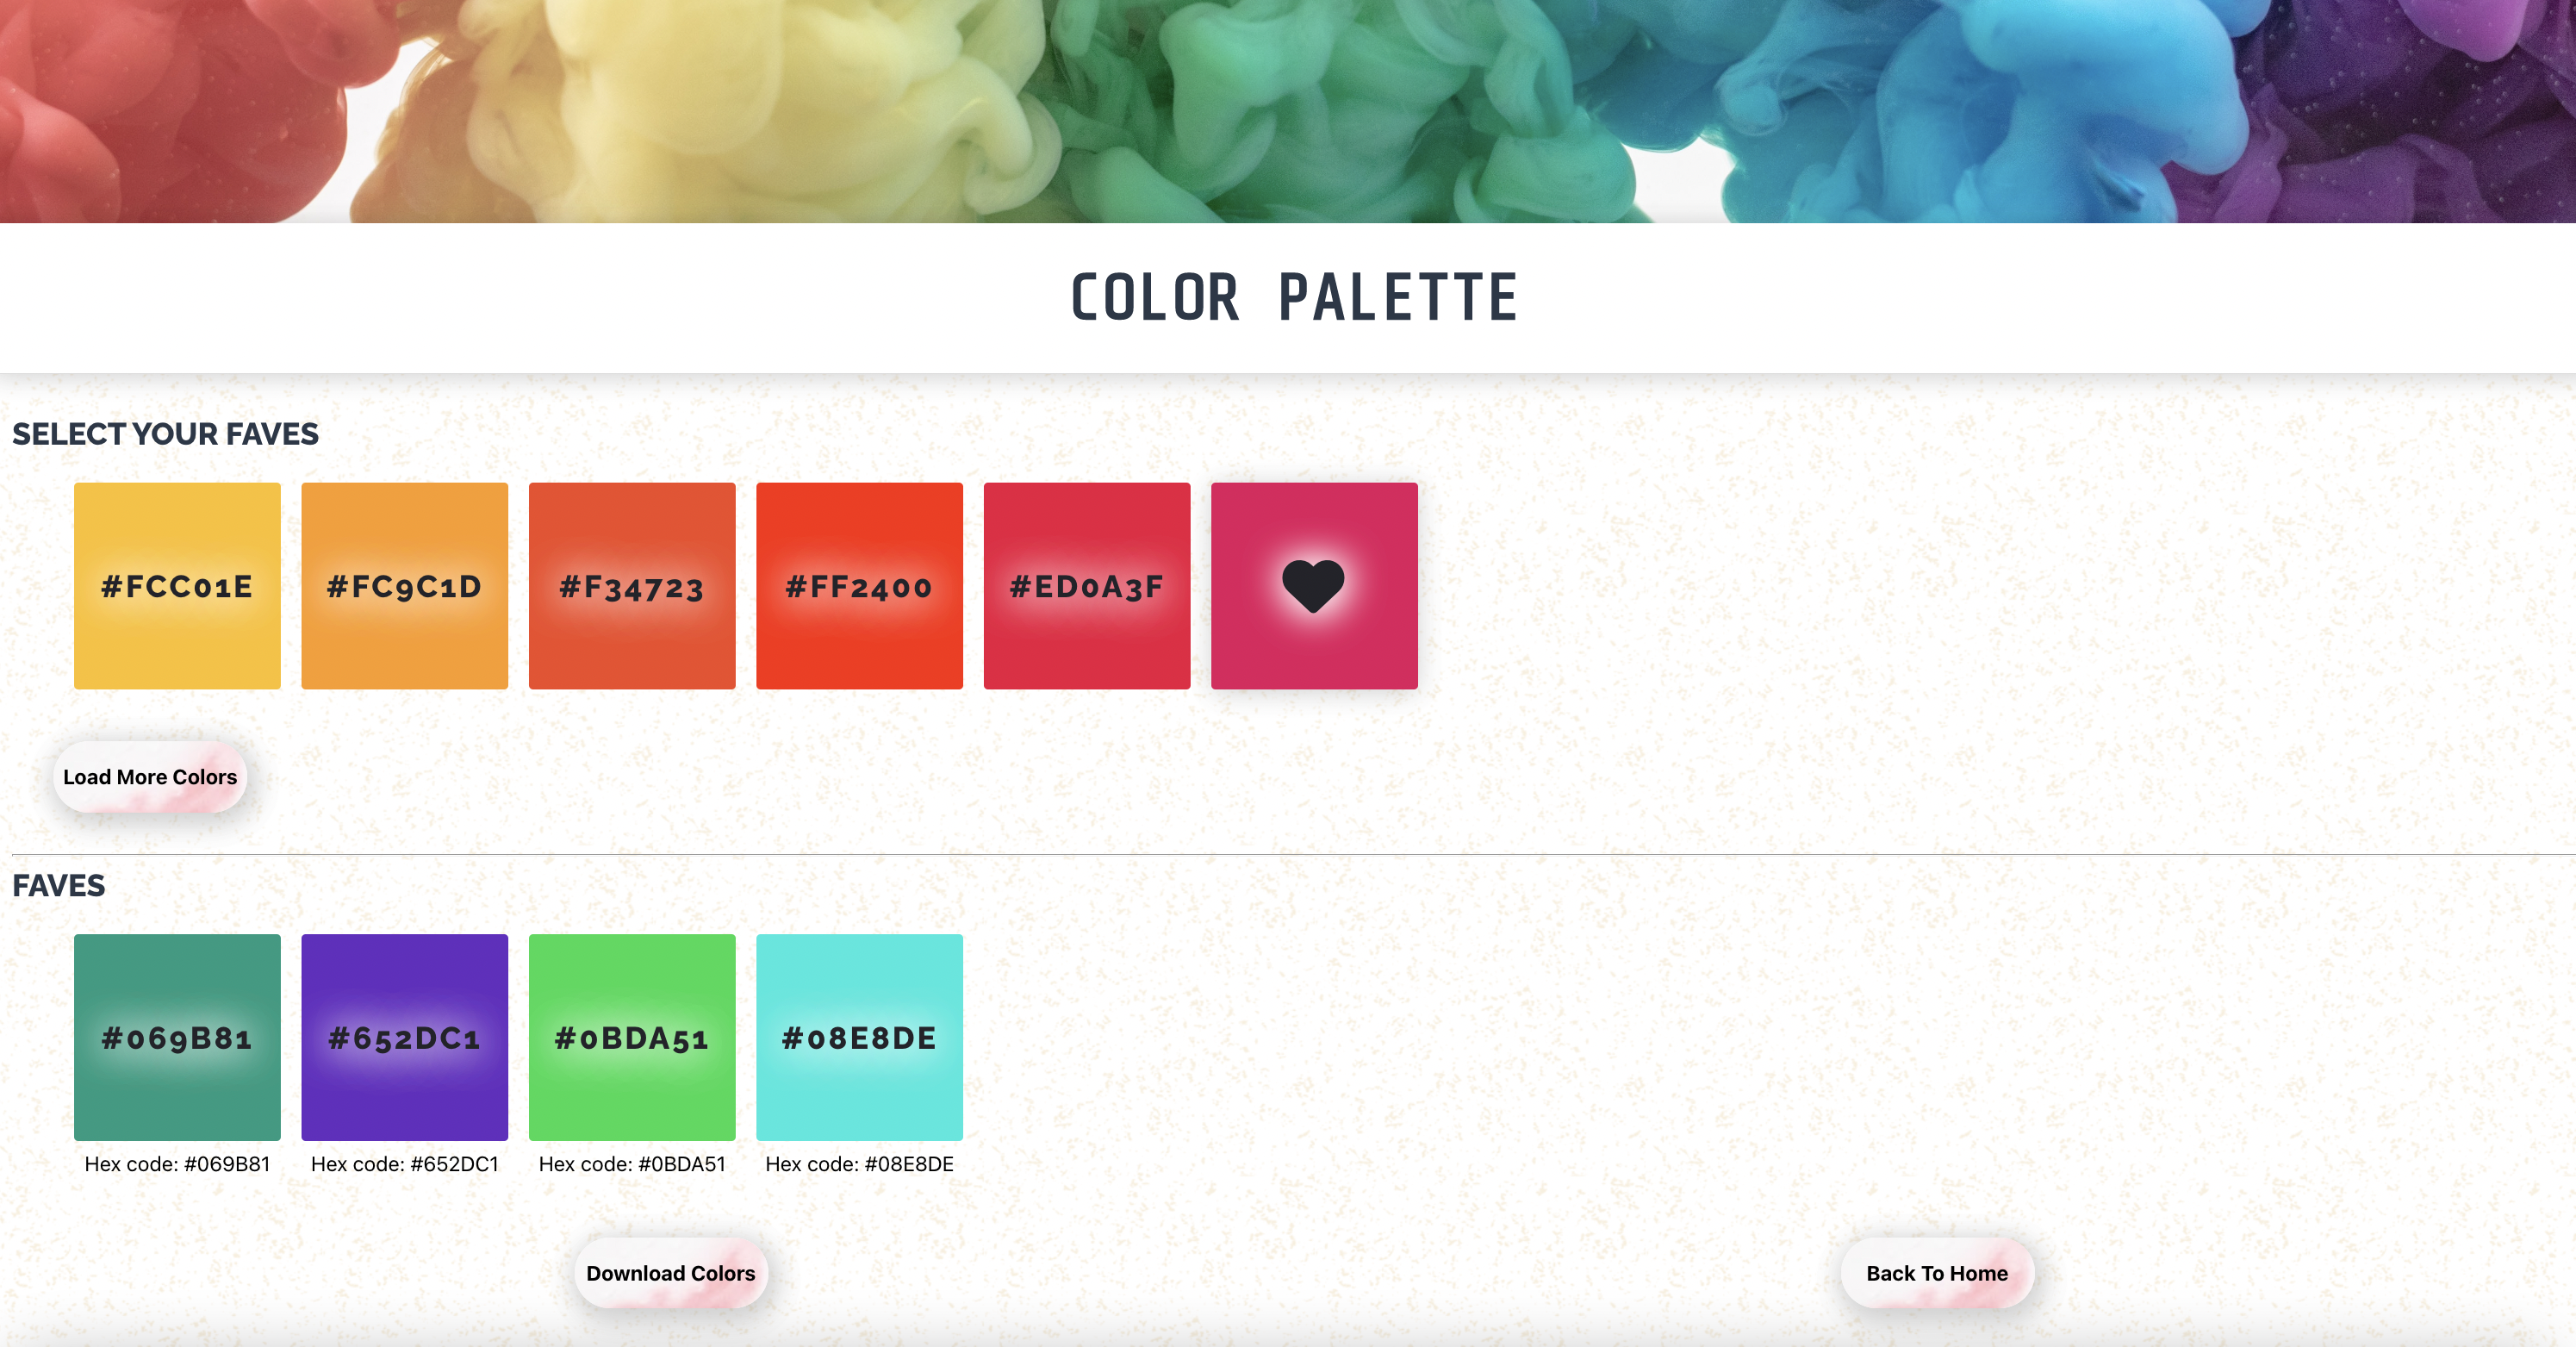 COLOR PALETTE
SELECT YOUR FAVES
#FCC01E #FC9C1D #F34723 #FF2400 #ED0A3F
Load More Colors
FAVES
#069B81 #652DC1 #0BDA51 #08E8DE
Hex code: #069B81 Hex code: #652DC1 Hex code: #0BDA51 Hex code: #08E8DE
Download Colors Back To Home